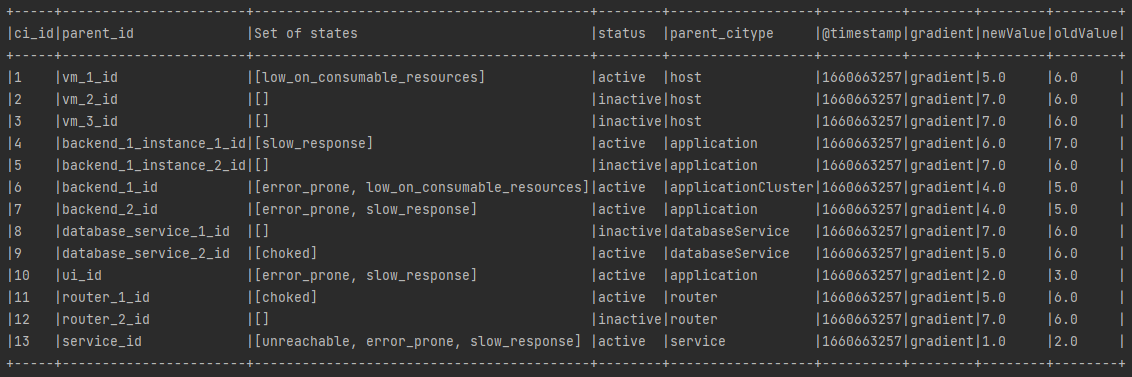 +-----+-----------------------+--------------------------------------+--------+------------------+----------+--------+--------+--------+
|ci_id|parent_id              |Set of states                         |status  |parent_citype     |@timestamp|gradient|newValue|oldValue|
+-----+-----------------------+--------------------------------------+--------+------------------+----------+--------+--------+--------+
|1    |vm_1_id                |[low_on_consumable_resources]         |active  |host              |1660663257|gradient|5.0     |6.0     |
|2    |vm_2_id                |[]                                    |inactive|host              |1660663257|gradient|7.0     |6.0     |
|3    |vm_3_id                |[]                                    |inactive|host              |1660663257|gradient|7.0     |6.0     |
|4    |backend_1_instance_1_id|[slow_response]                       |active  |application       |1660663257|gradient|6.0     |7.0     |
|5    |backend_1_instance_2_id|[]                                    |inactive|application       |1660663257|gradient|7.0     |6.0     |
|6    |backend_1_id           |[error_prone, low_on_consumable_resources]|active  |applicationCluster|1660663257|gradient|4.0     |5.0     |
|7    |backend_2_id           |[error_prone, slow_response]          |active  |application       |1660663257|gradient|4.0     |5.0     |
|8    |database_service_1_id  |[]                                    |inactive|databaseService   |1660663257|gradient|7.0     |6.0     |
|9    |database_service_2_id  |[choked]                              |active  |databaseService   |1660663257|gradient|5.0     |6.0     |
|10   |ui_id                  |[error_prone, slow_response]          |active  |application       |1660663257|gradient|2.0     |3.0     |
|11   |router_1_id            |[choked]                              |active  |router            |1660663257|gradient|5.0     |6.0     |
|12   |router_2_id            |[]                                    |inactive|router            |1660663257|gradient|7.0     |6.0     |
|13   |service_id             |[unreachable, error_prone, slow_response] |active  |service           |1660663257|gradient|1.0     |2.0     |
+-----+-----------------------+--------------------------------------+--------+------------------+----------+--------+--------+--------+